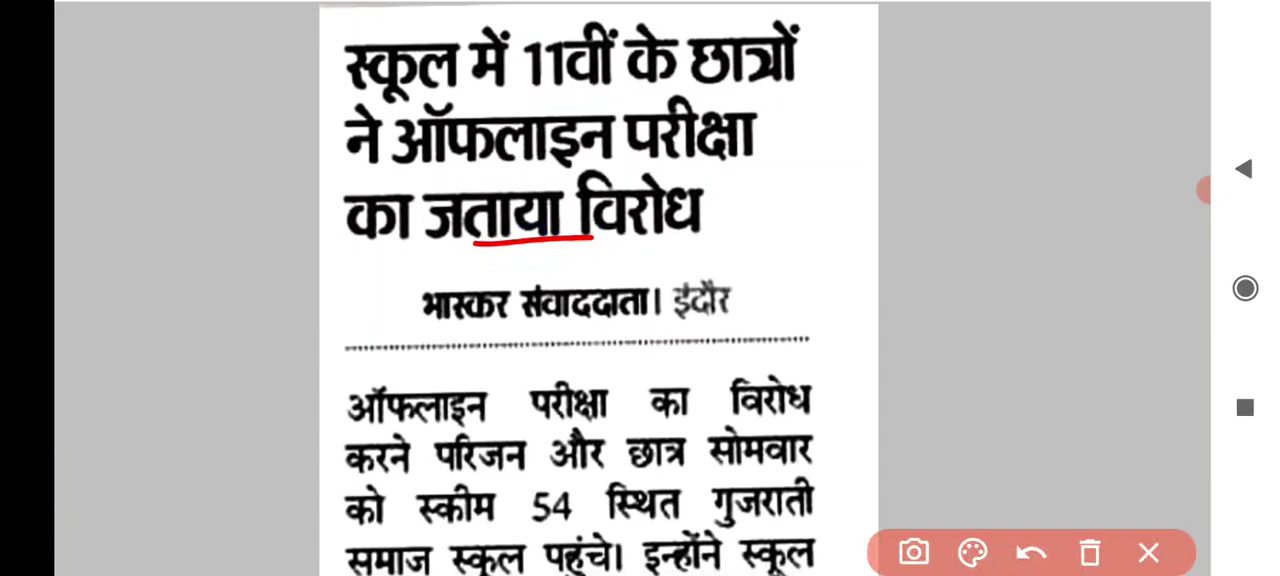 स्कूल में 11वीं के छात्रों
ने ऑफलाइन परीक्षा
का जताया विरोध
भास्कर संवाददाता। इंदौर
ऑफलाइन परीक्षा का विरोध
करने परिजन और छात्र सोमवार
को स्कीम 54 स्थित गुजराती
समाज स्कूल पहुंचे। इन्होंने स्कूल